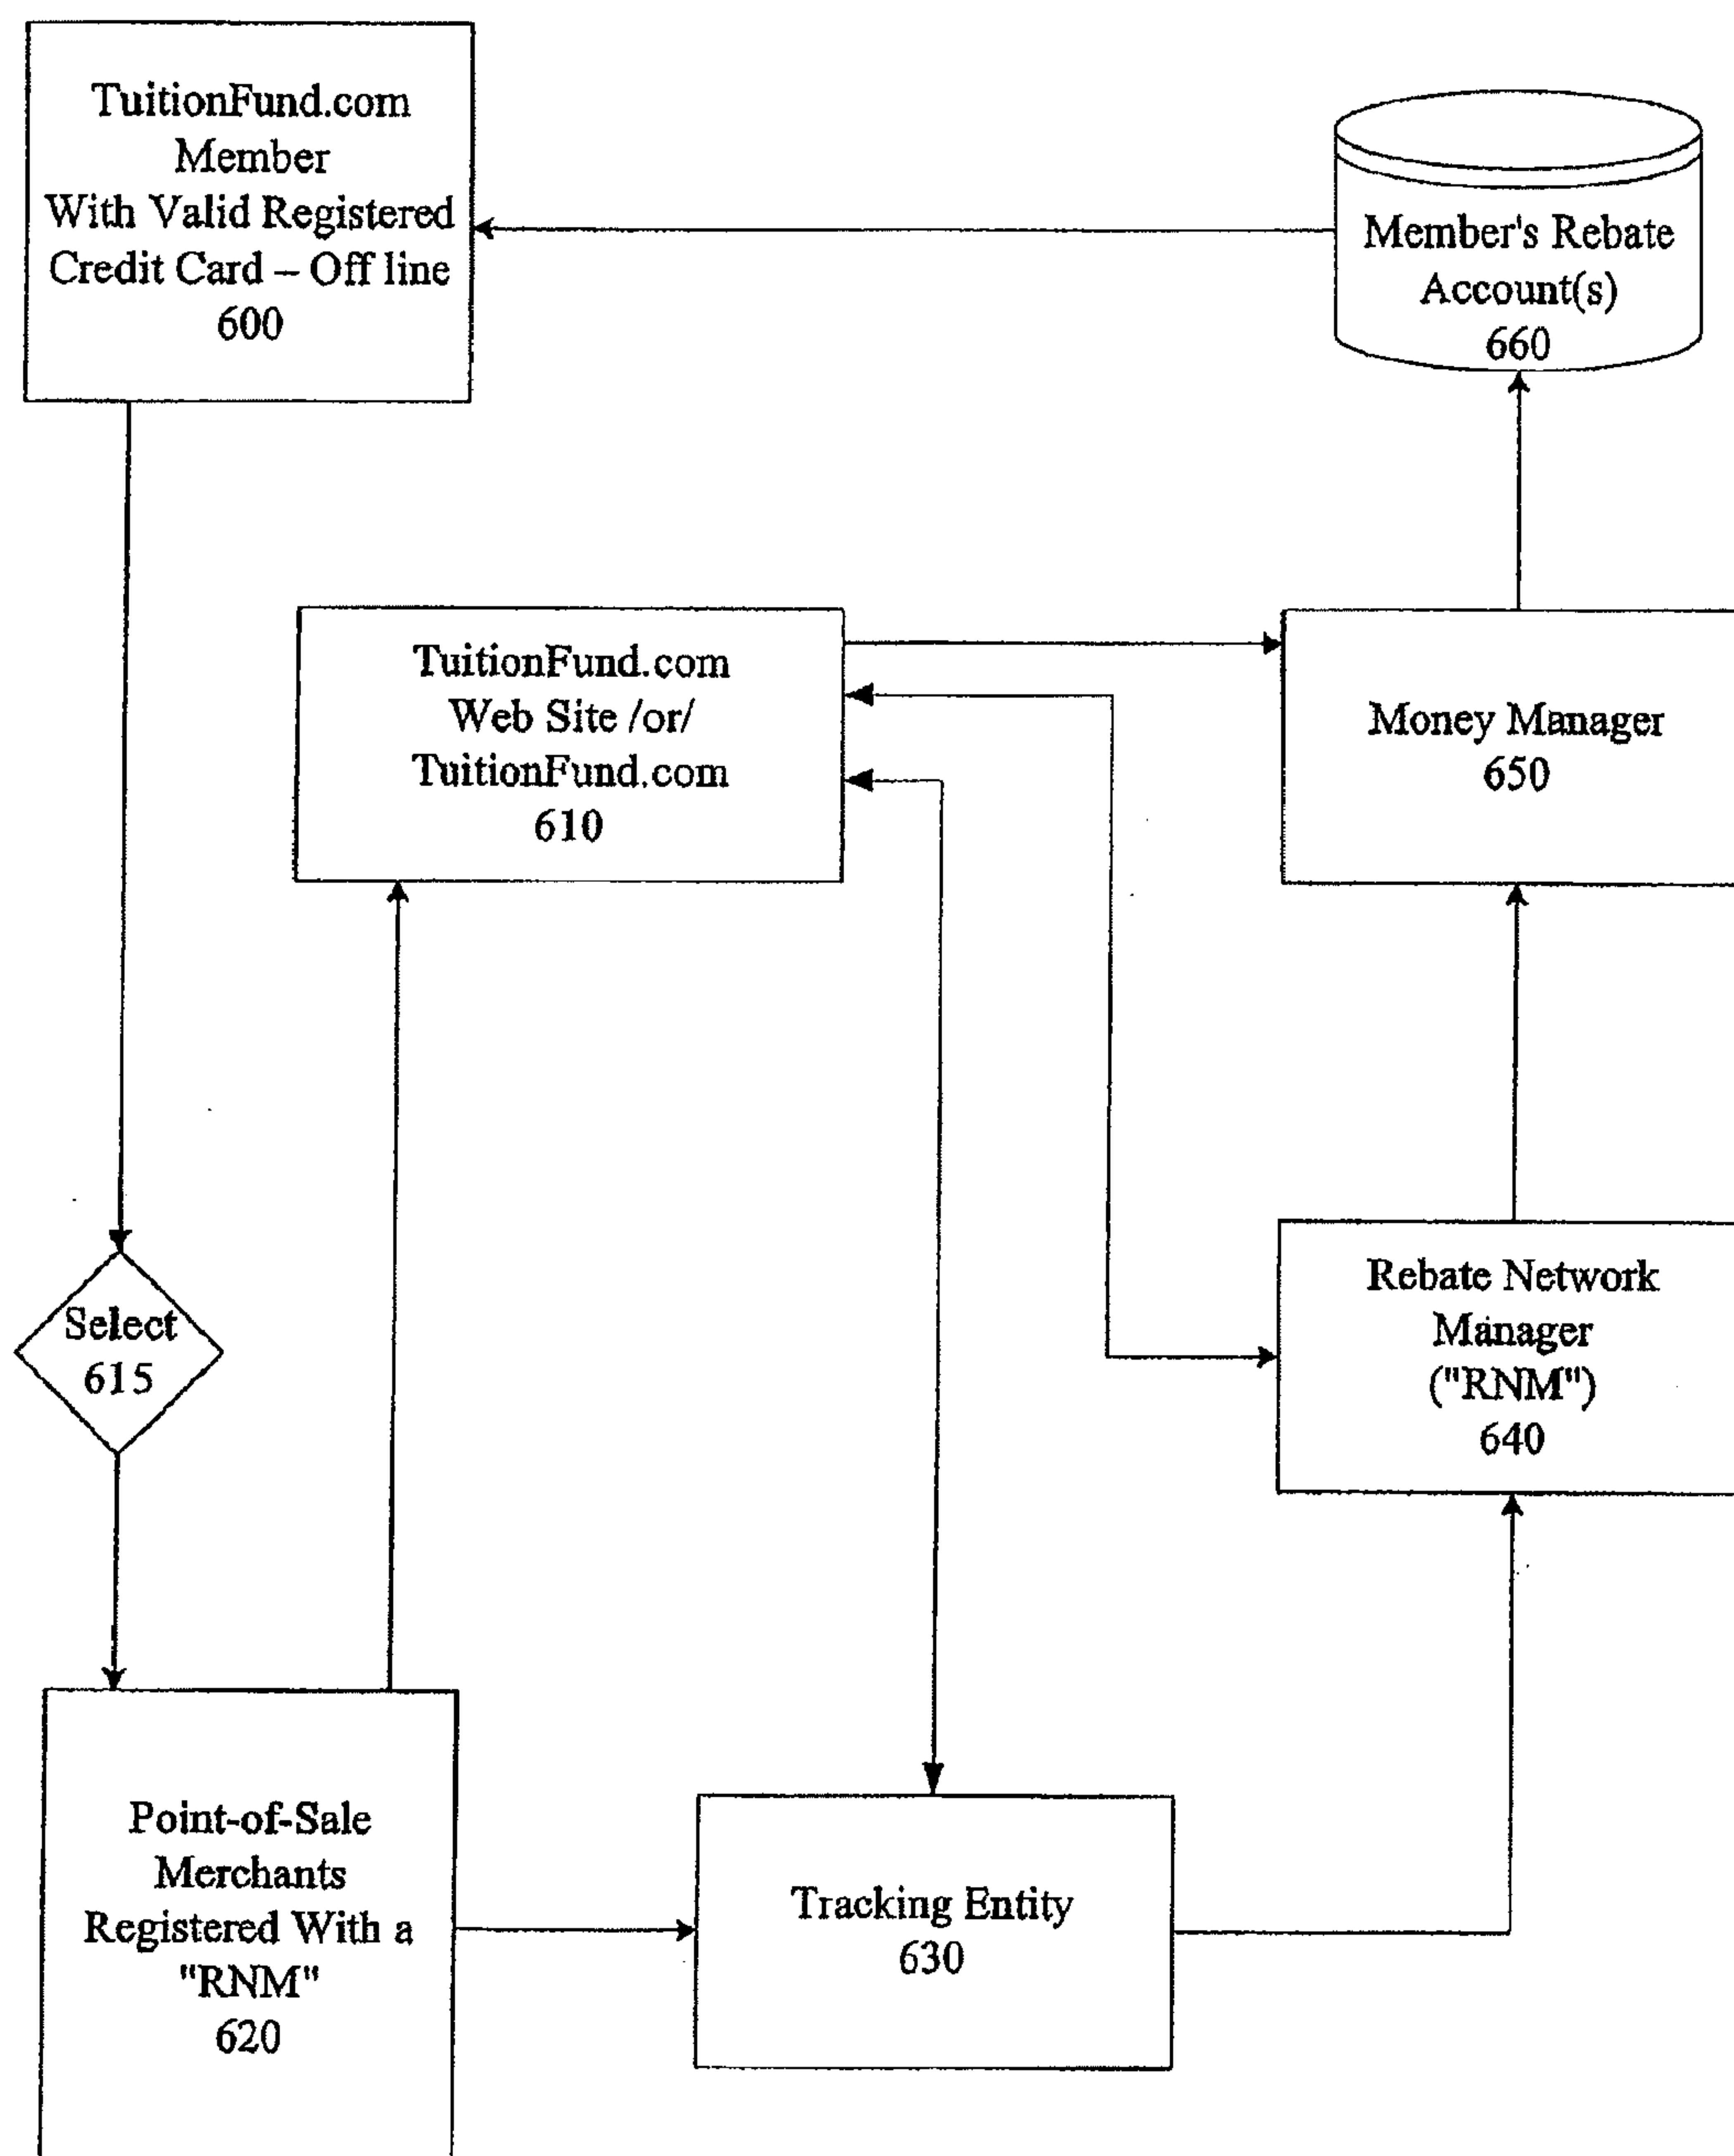 TuitionFund.com
Member
With Valid Registered
Credit Card – Off line
600
Member's Rebate
Account(s)
660
TuitionFund.com
Web Site /or/
TuitionFund.com
610
Money Manager
650
Select
615
Rebate Network
Manager
("RNM")
640
Point-of-Sale
Merchants
Registered With a
"RNM"
620
Tracking Entity
630